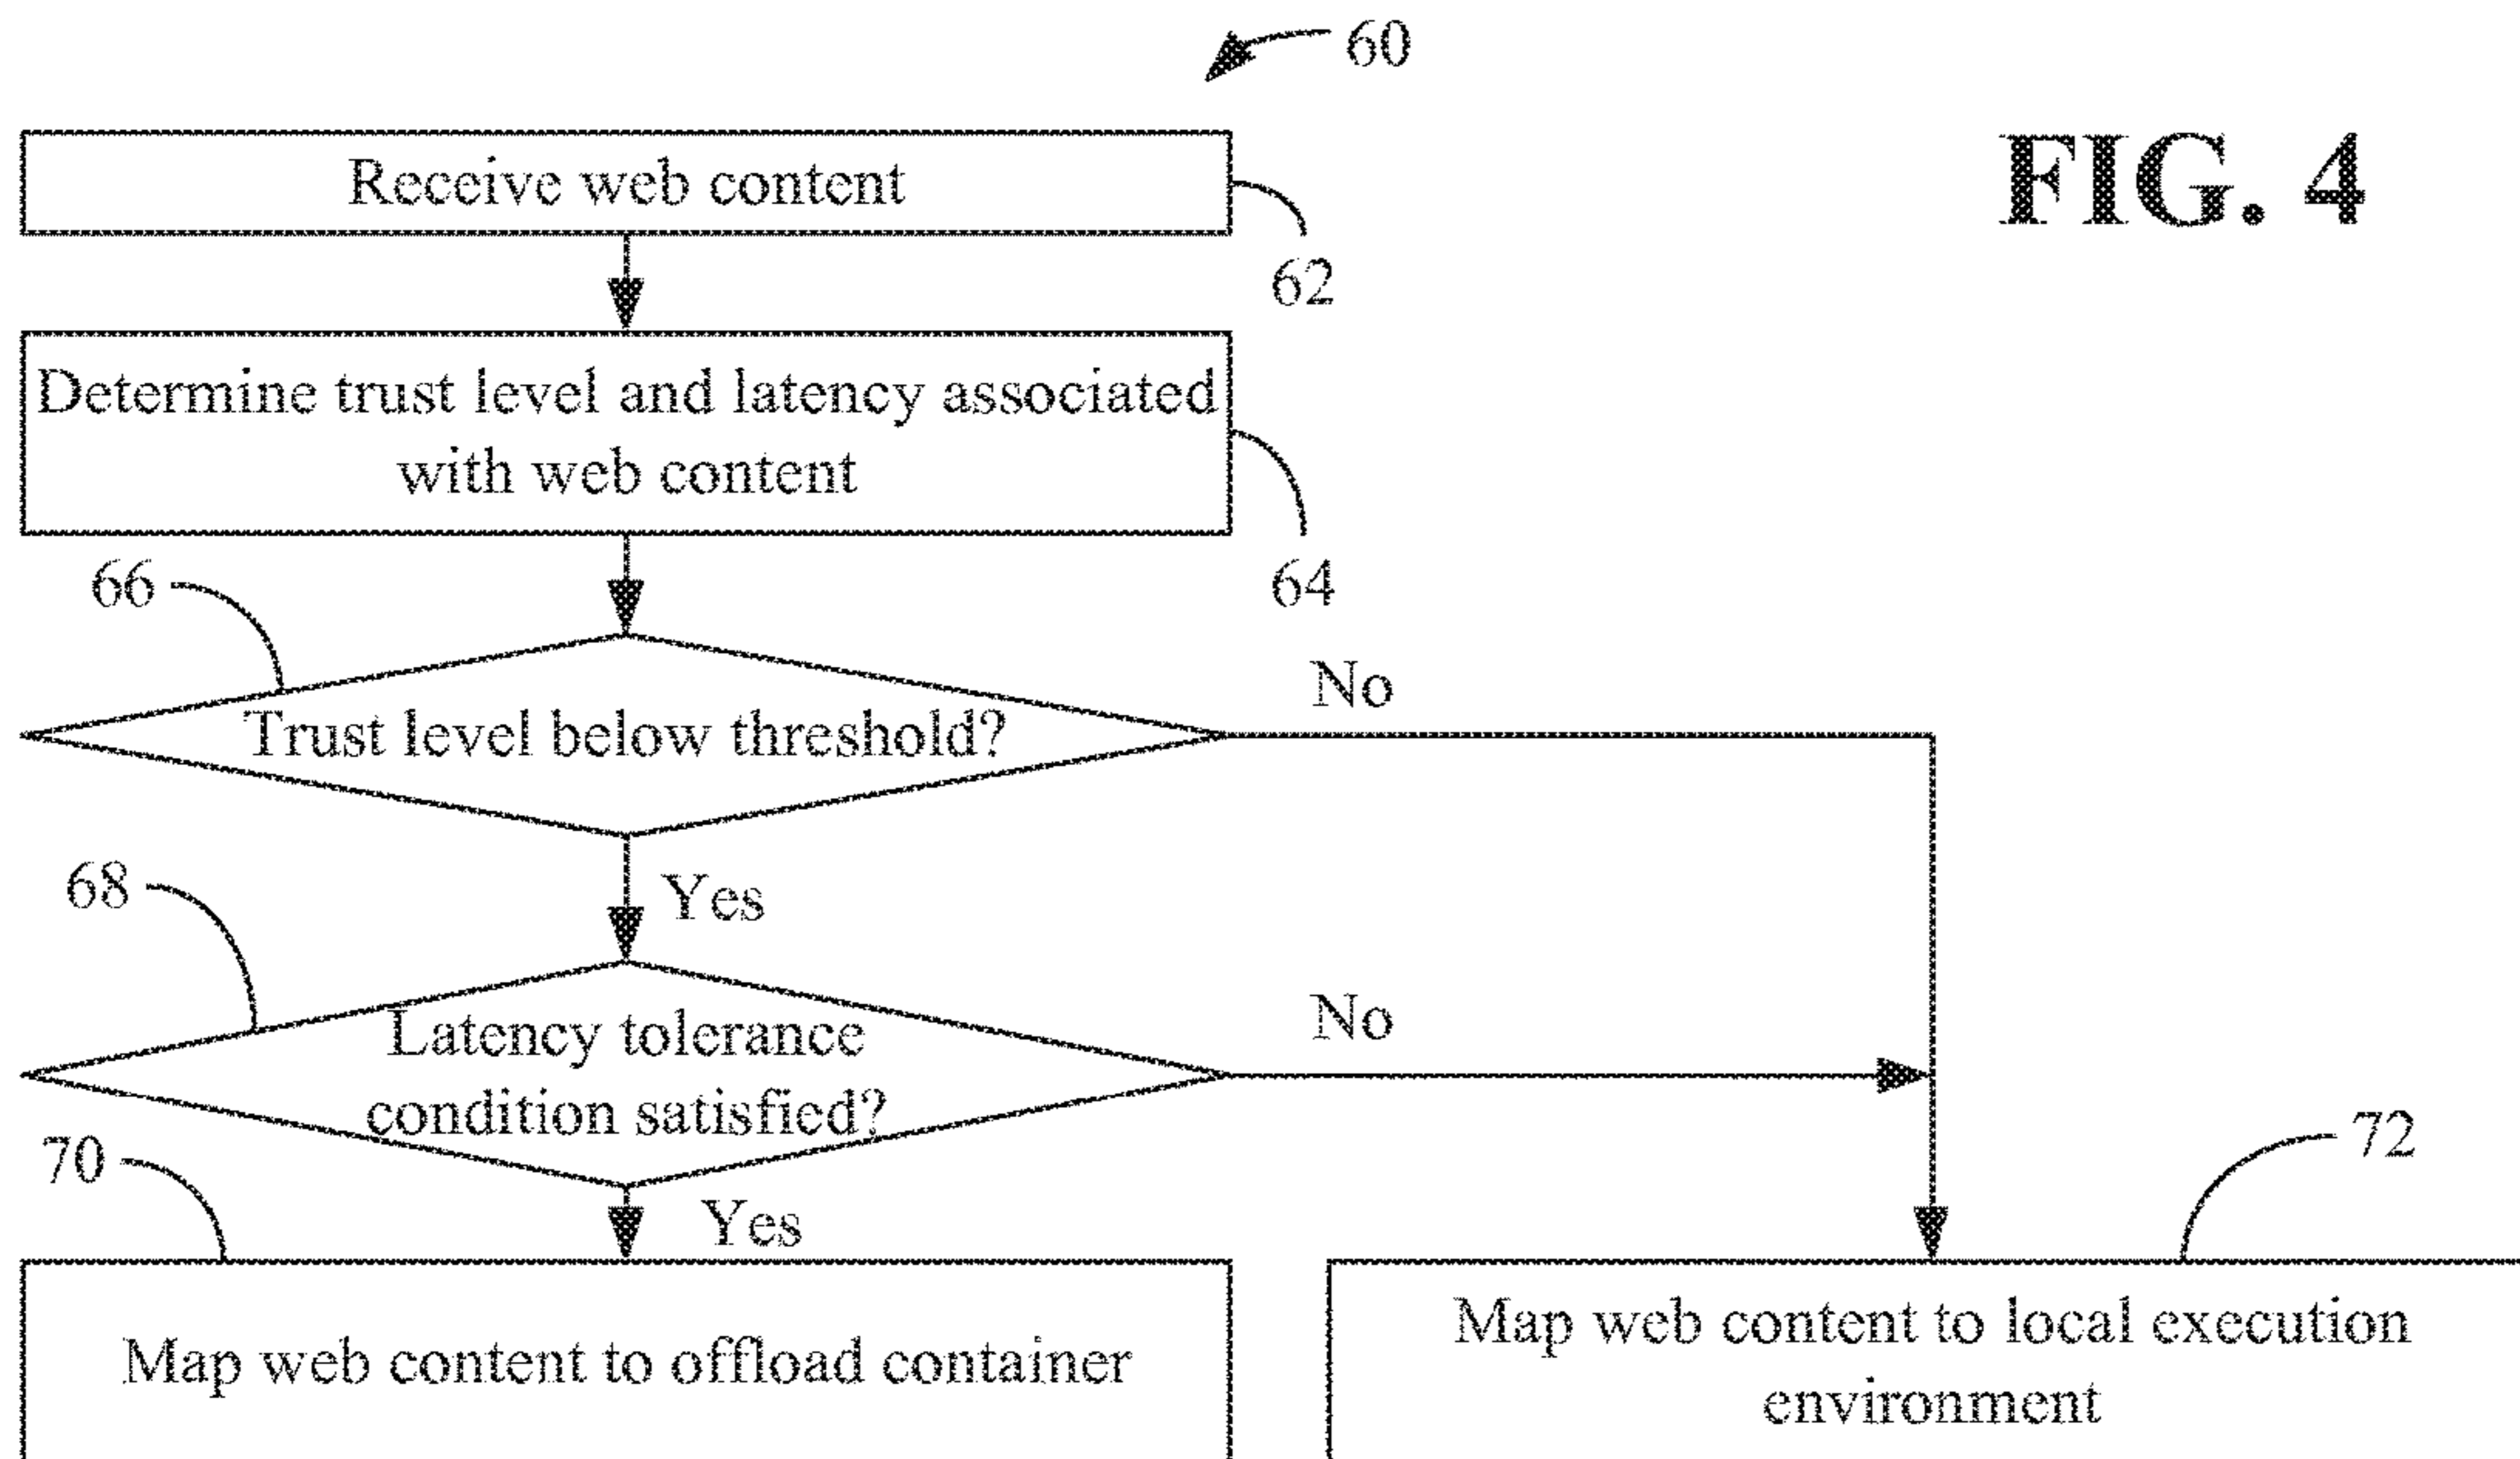 60
FIG. 4
Receive web content
62
Determine trust level and latency associated
with web content
64
66
Trust level below threshold?
No
Yes
68
Latency tolerance
condition satisfied?
No
Yes
70
Map web content to offload container
72
Map web content to local execution
environment